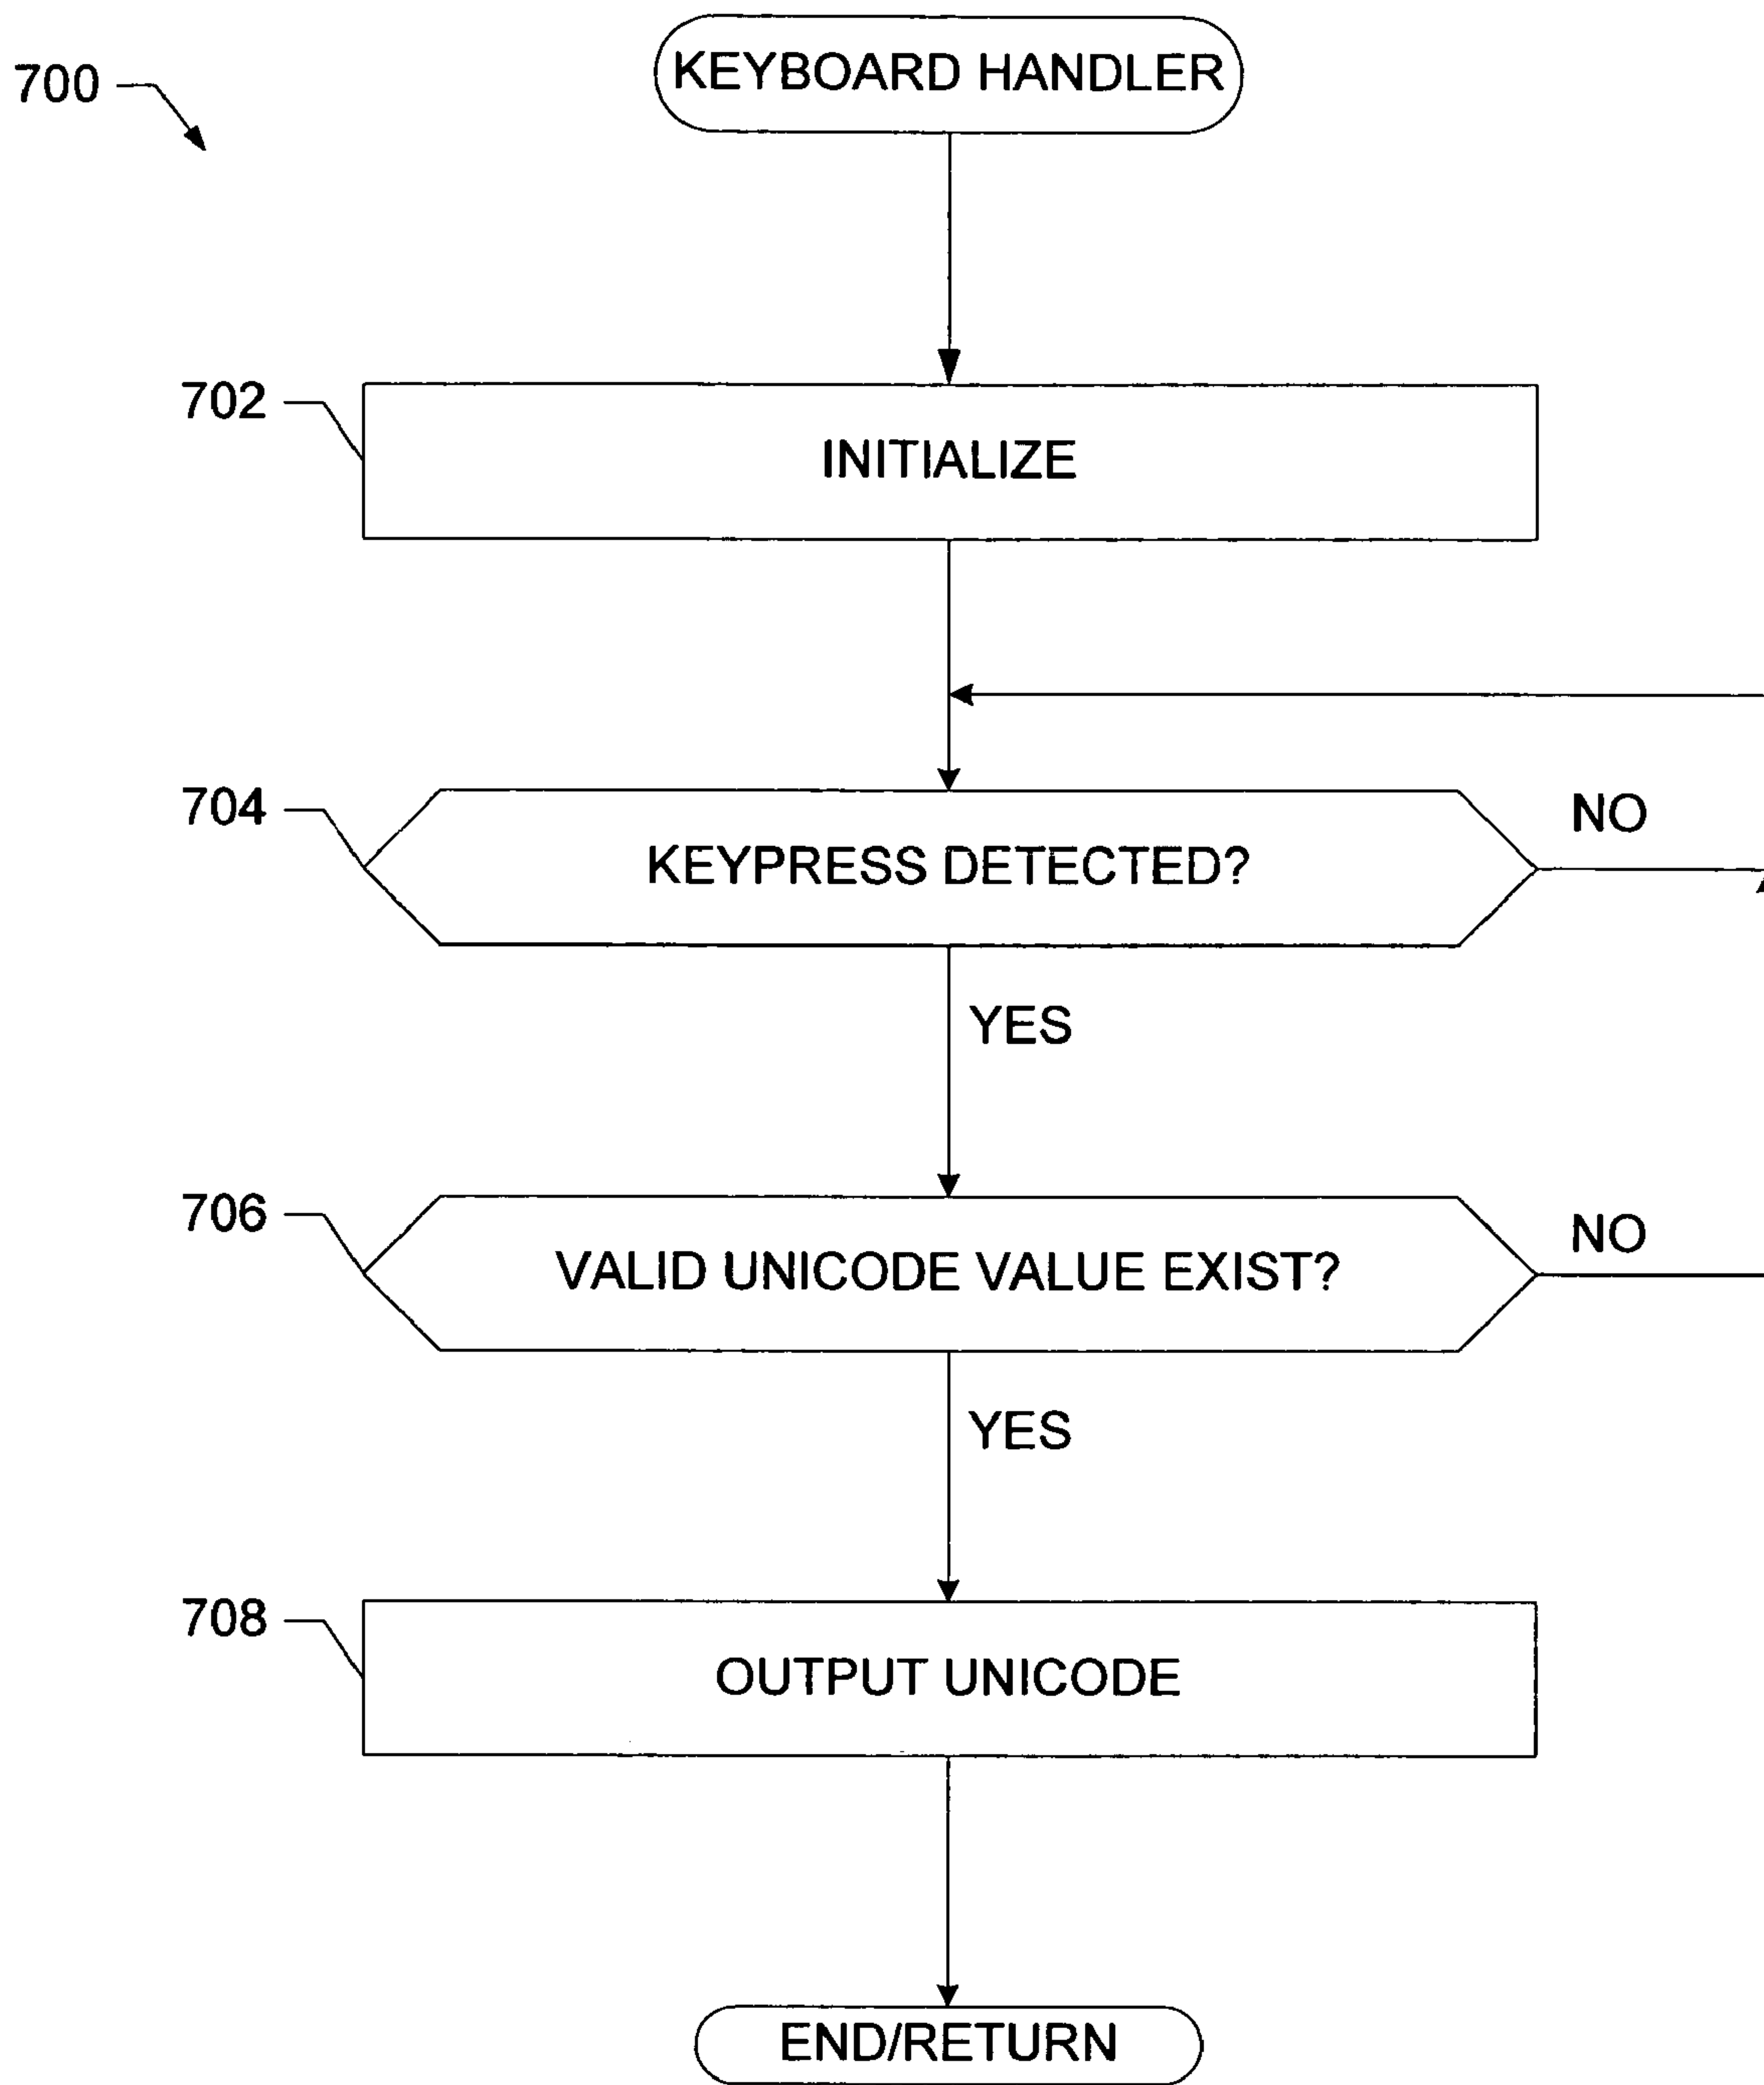 700
KEYBOARD HANDLER
702
INITIALIZE
704
KEYPRESS DETECTED?
NO
YES
706
VALID UNICODE VALUE EXIST?
NO
YES
708
OUTPUT UNICODE
END/RETURN